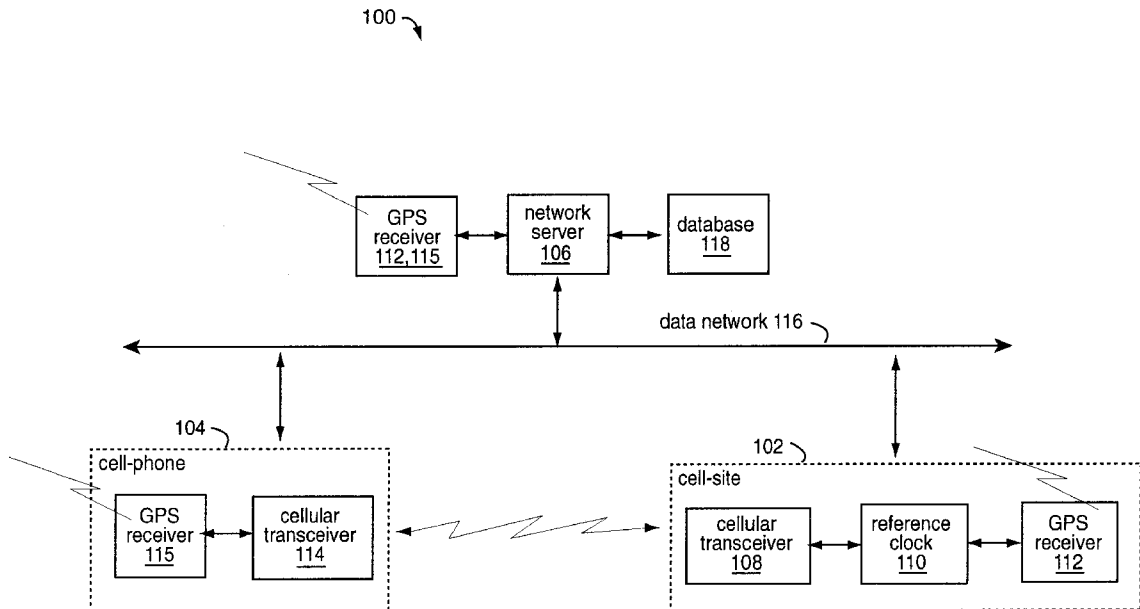 100
GPS
receiver
112,115
network
server
106
database
118
data network 116
104
cell-phone
GPS
receiver
115
cellular
transceiver
114
102
cell-site
cellular
transceiver
108
reference
clock
110
GPS
receiver
112